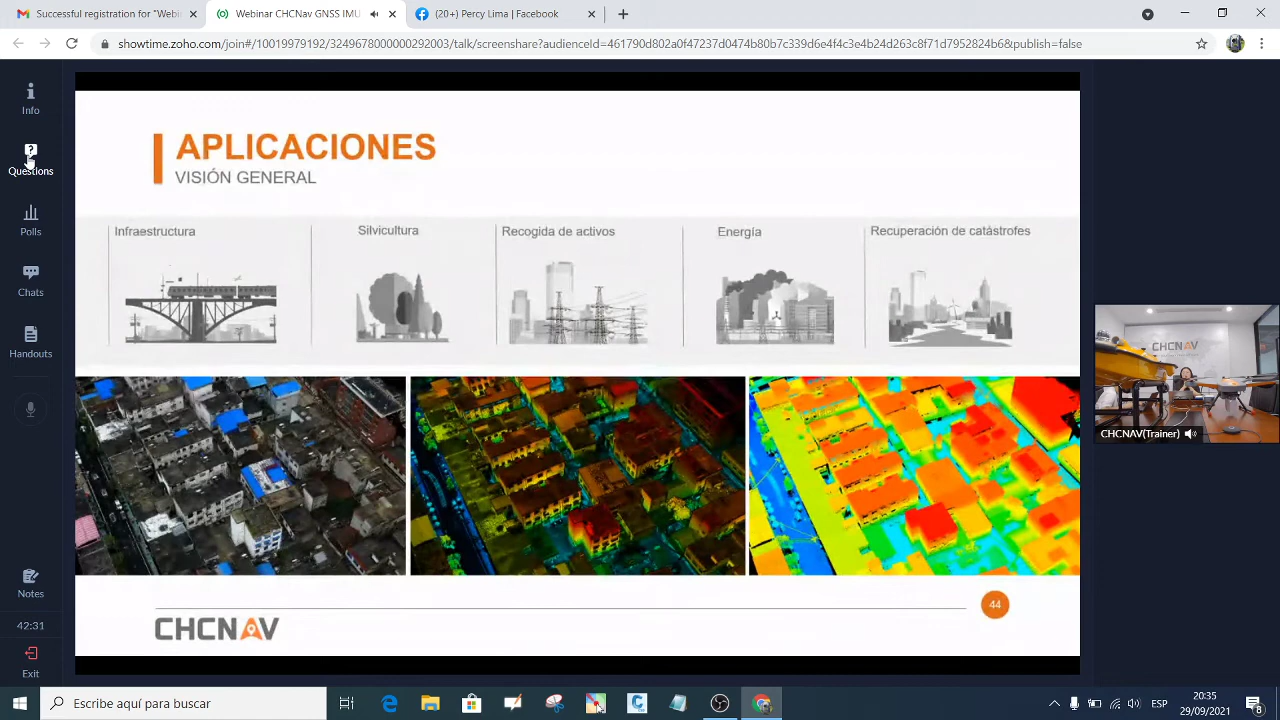 Successful registration for "Webi
Webinar CHCNAV GNSS IMU
(20+) Percy Lima | Facebook
showtime.zoho.com/join#/10019979192/3249678000000292003/talk/screenshare?audienceId=461790d802a0f47237d0474b80b7c339d6e4f4c3e4b24d263c8f71d7952824b6&publish=false
Info
Questions
Polls
Chats
Handouts
Notes
42:31
Exit
APLICACIONES
VISIÓN GENERAL
Infraestructura
Silvicultura
Recogida de activos
Energía
Recuperación de catástrofes
44
CHCNAV
CHCNAV
CHCNAV(Trainer)
Escribe aquí para buscar
ESP
20:35
29/09/2021
8